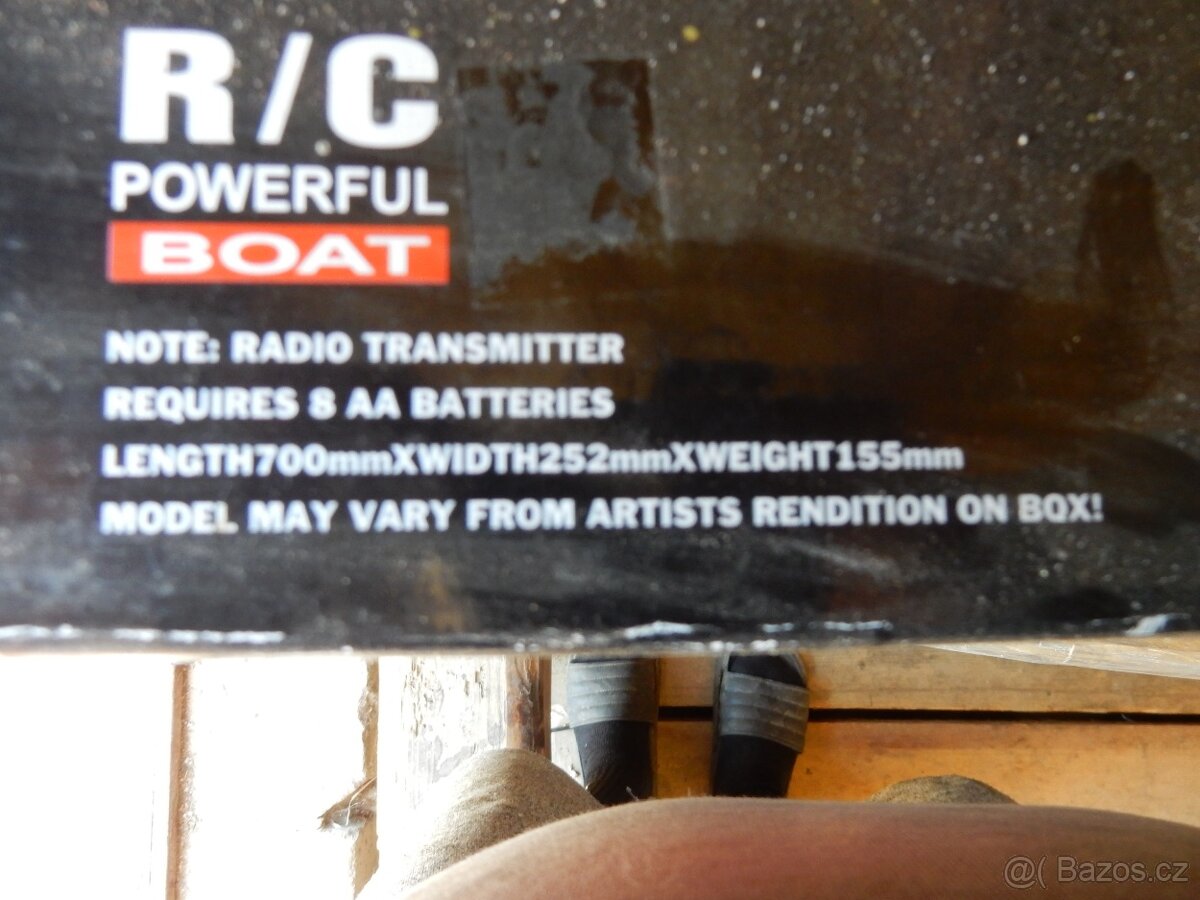 R/C
POWERFUL
BOAT
NOTE: RADIO TRANSMITTER
REQUIRES 8 AA BATTERIES
LENGTH700mmXWIDTH252mmXWEIGHT155mm
MODEL MAY VARY FROM ARTISTS RENDITION ON BOX!
@( Bazos.cz